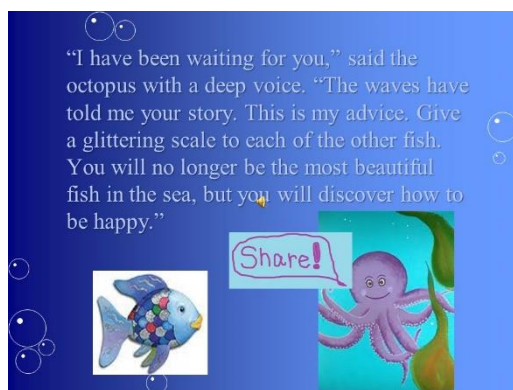 “I have been waiting for you,” said the
octopus with a deep voice. “The waves have
told me your story. This is my advice. Give
a glittering scale to each of the other fish.
You will no longer be the most beautiful
fish in the sea, but you will discover how to
be happy.”
Share!